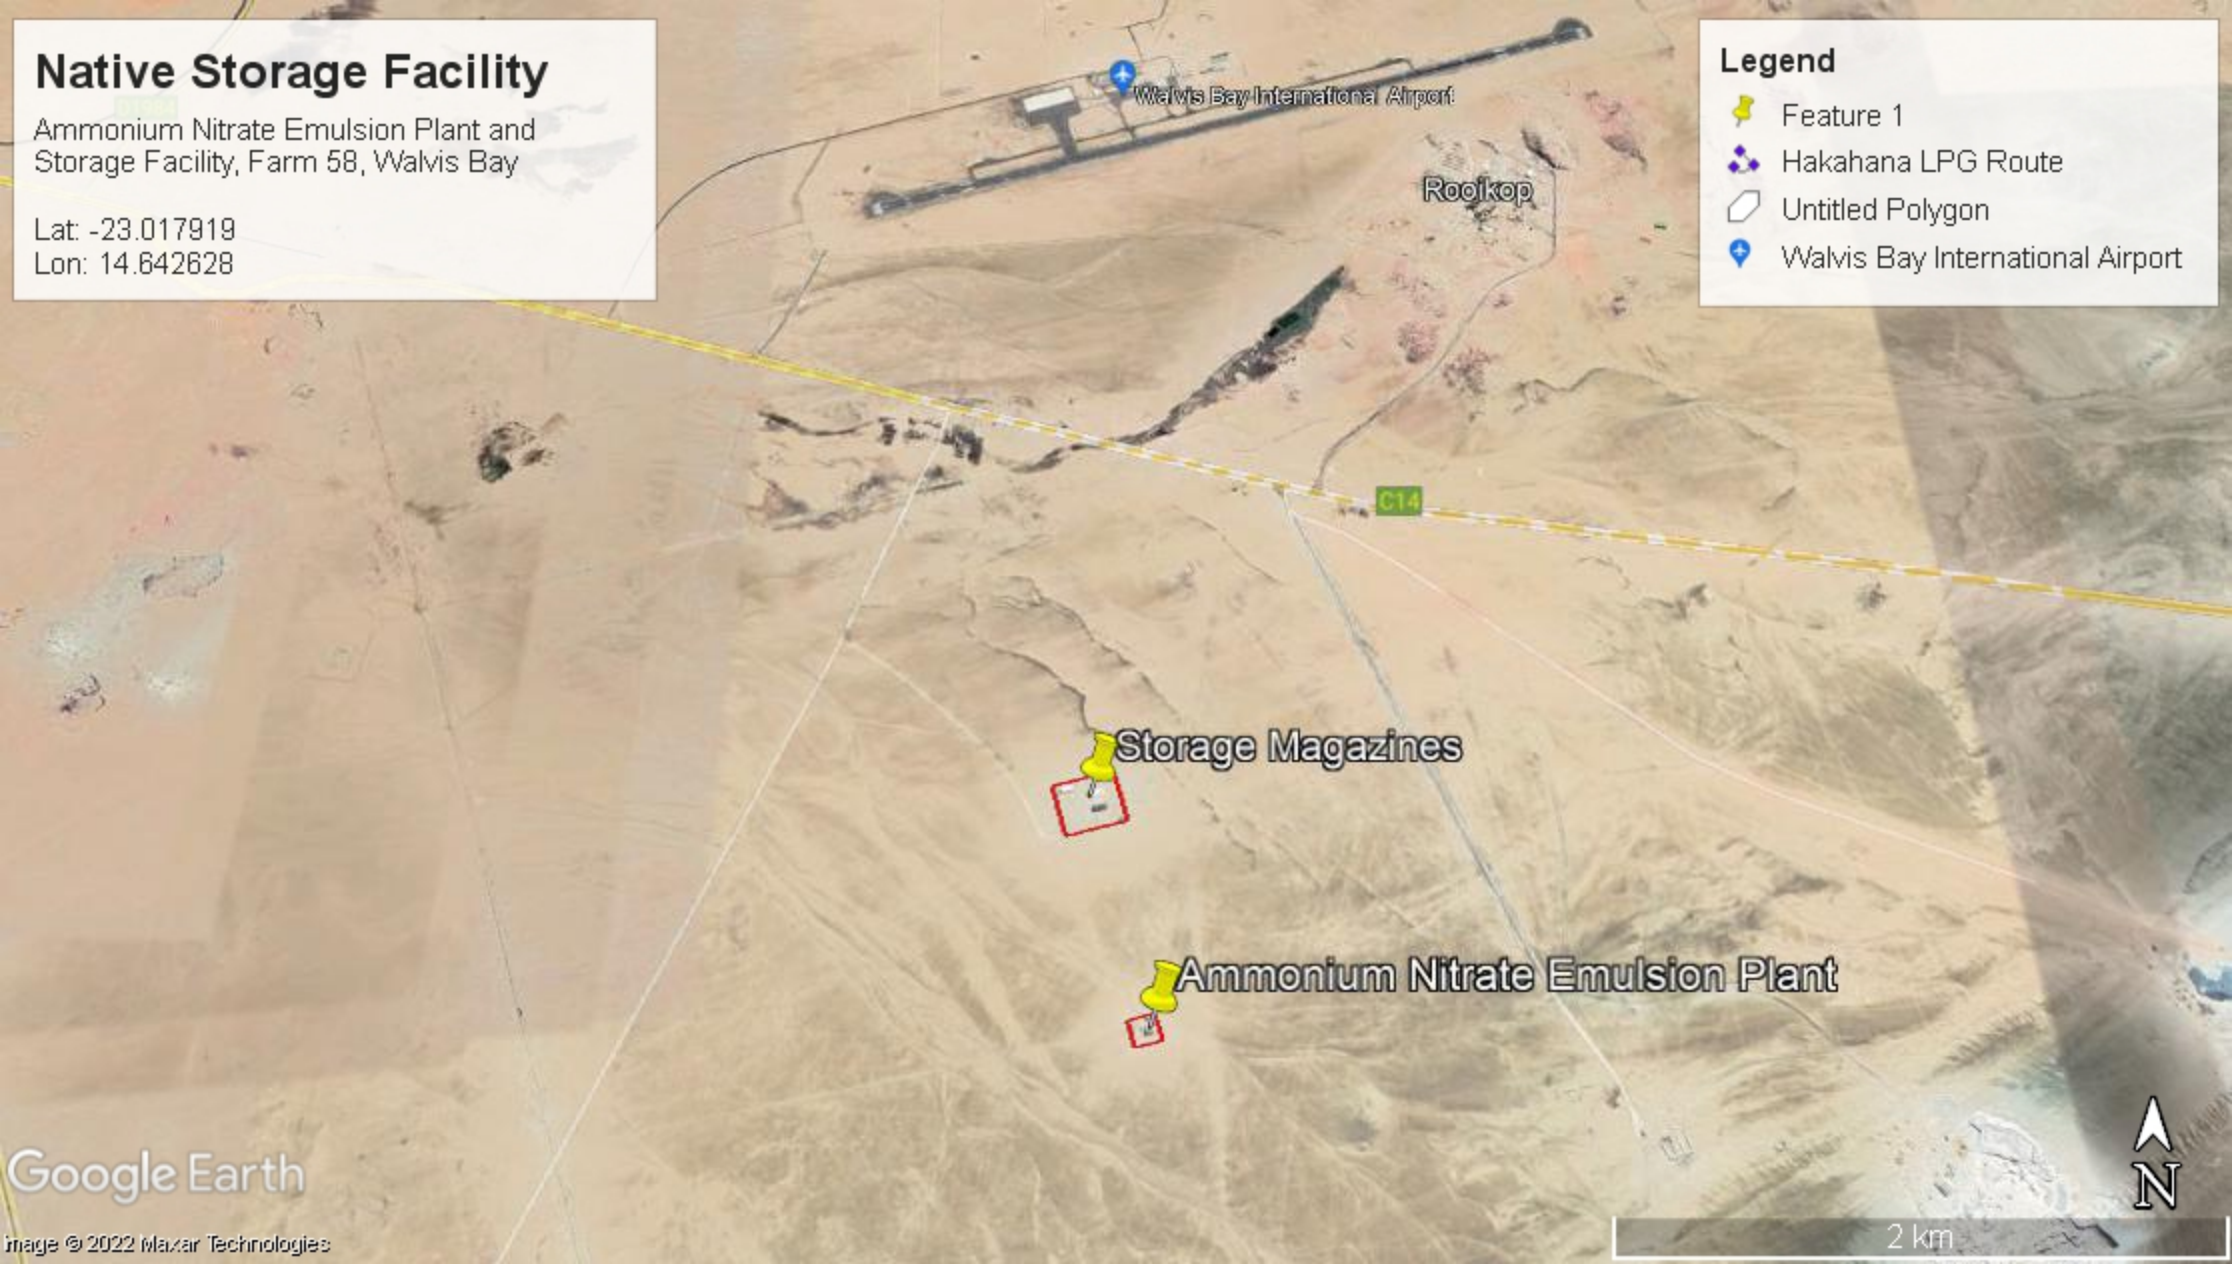 Native Storage Facility
Ammonium Nitrate Emulsion Plant and
Storage Facility, Farm 58, Walvis Bay
Lat: -23.017919
Lon: 14.642628
D1984
Legend
Feature 1
Hakahana LPG Route
Untitled Polygon
Walvis Bay International Airport
Walvis Bay International Airport
Rooikop
C14
Storage Magazines
Ammonium Nitrate Emulsion Plant
Google Earth
Image © 2022 Maxar Technologies
N
2 km